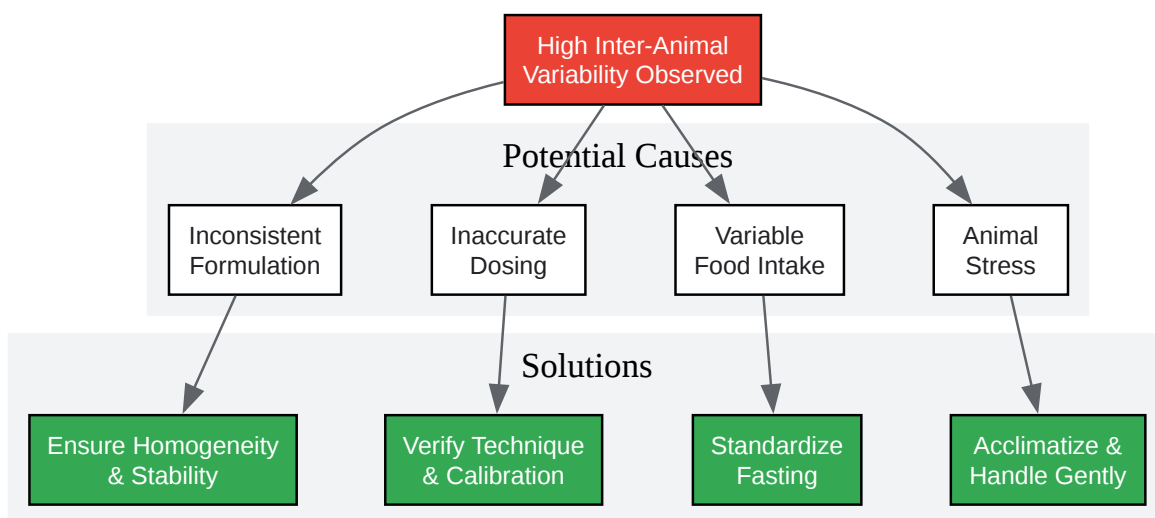 High Inter-Animal
Variability Observed
Potential Causes
Inconsistent
Formulation
Inaccurate
Dosing
Variable
Food Intake
Animal
Stress
Solutions
Ensure Homogeneity
& Stability
Verify Technique
& Calibration
Standardize
Fasting
Acclimatize &
Handle Gently